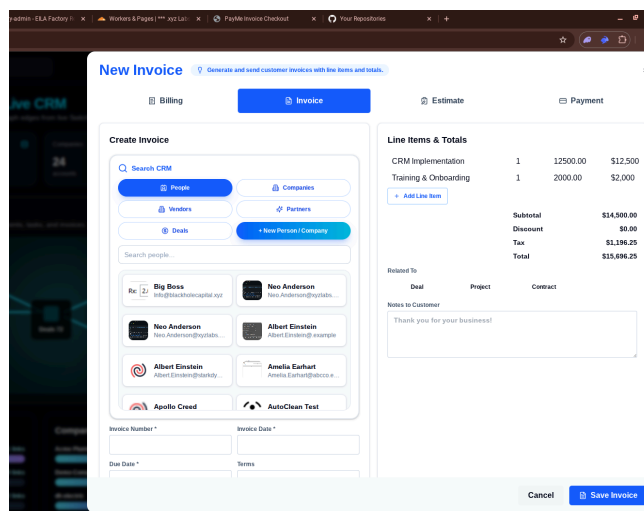 y-admin - EILA Factory R
Workers & Pages | *** .xyz Lab
PayMe Invoice Checkout
Your Repositories
ve CRM
24
Deals 15
New Invoice
Generate and send customer invoices with line items and totals.
Billing
Invoice
Estimate
Payment
Create Invoice
Search CRM
People
Companies
Vendors
Partners
Deals
+ New Person / Company
Search people...
Big Boss
Info@blackholecapital.xyz
Neo Anderson
Neo.Anderson@xyzlabs....
Neo Anderson
Neo.Anderson@xyzlabs....
Albert Einstein
Albert.Einstein@.example
Albert Einstein
Albert.Einstein@starkdy...
Amelia Earhart
Amelia.Earhart@abcco.e...
Apollo Creed
AutoClean Test
Invoice Number *
Invoice Date *
Due Date *
Terms
Line Items & Totals
CRM Implementation 1 12500.00 $12,500
Training & Onboarding 1 2000.00 $2,000
+ Add Line Item
Subtotal $14,500.00
Discount $0.00
Tax $1,196.25
Total $15,696.25
Related To
Deal Project Contract
Notes to Customer
Thank you for your business!
Cancel
Save Invoice